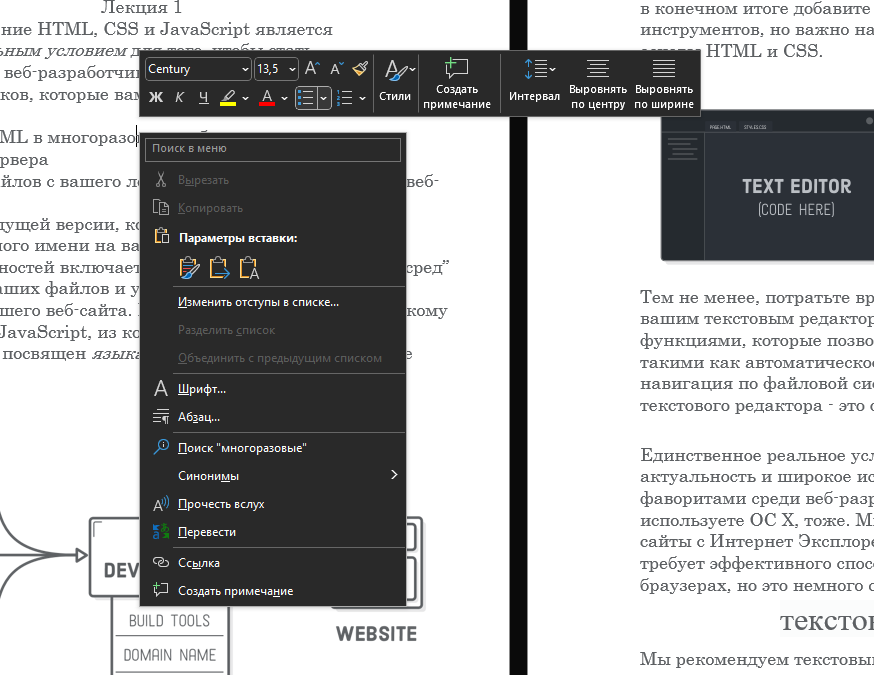 Лекция 1
ние HTML, CSS и JavaScript является
ьным условием для того, чтобы стать
веб-разработчи
ков, которые вам
ML в многоразо
рвера
йлов с вашего л
веб-
дущей версии, к
ного имени на ва
ностей включает
сред”
аших файлов и у
шего веб-сайта.
кому
JavaScript, из ко
посвящен языка
е
Century
13,5
Ж К Ч
Стили
Создать
примечание
Интервал
Выровнять
по центру
Выровнять
по ширине
Поиск в меню
Вырезать
Копировать
Параметры вставки:
Изменить отступы в списке...
Разделить список
Объединить с предыдущим списком
Шрифт...
Абзац...
Поиск "многоразовые"
Синонимы
Прочесть вслух
Перевести
Ссылка
Создать примечание
DEV
BUILD TOOLS
DOMAIN NAME
WEBSITE
в конечном итоге добавите
инструментов, но важно на
HTML и CSS.
PAGE.HTML STYLES.CSS
TEXT EDITOR
(CODE HERE)
Тем не менее, потратьте вр
вашим текстовым редактор
функциями, которые позво
такими как автоматическо
навигация по файловой си
текстового редактора - это с
Единственное реальное усл
актуальность и широкое ис
фаворитами среди веб-разр
используете ОС X, тоже. М
сайты с Интернет Эксплоре
требует эффективного спос
браузерах, но это немного с
тексто
Мы рекомендуем текстовы